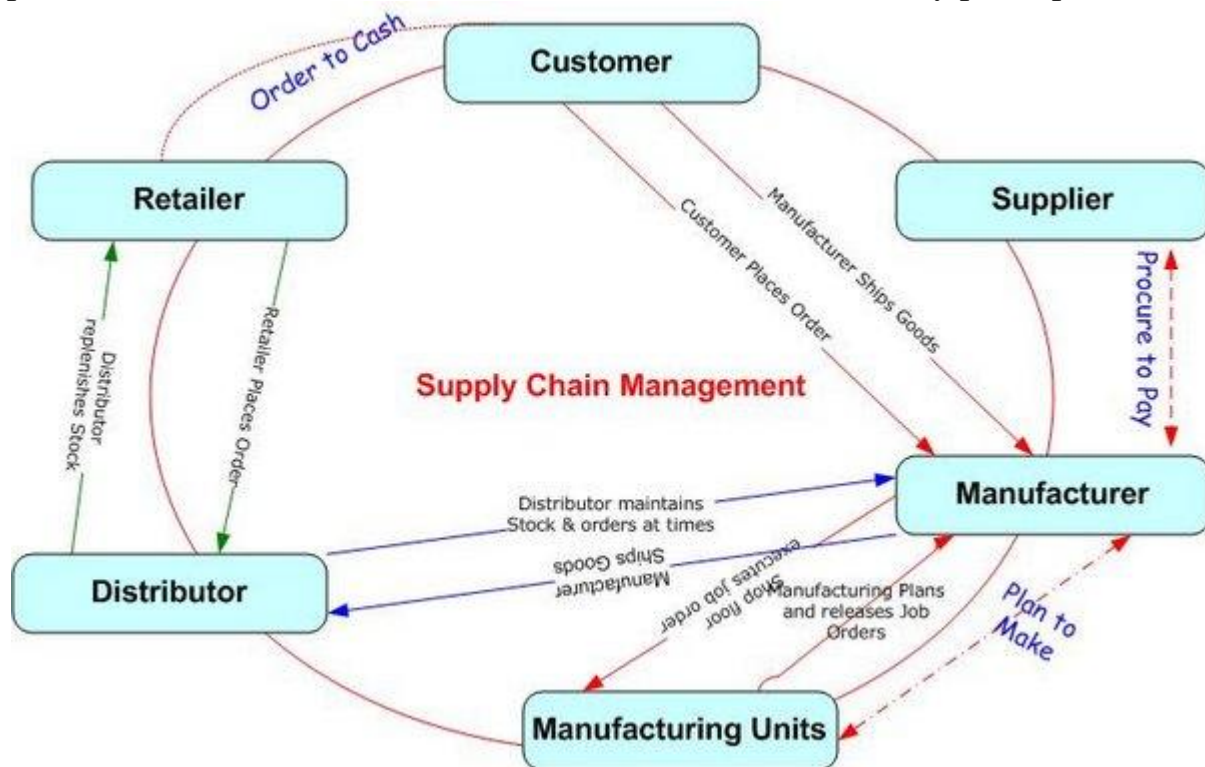 Order to Cash
Customer
Retailer
Supplier
Customer Places Order
Manufacturer Ships Goods
Procure to Pay
Distributor
replenishes Stock
Retailer Places Order
Supply Chain Management
Manufacturer
Distributor maintains
Stock & orders at times
Manufacturer
Ships Goods
Shop floor
executes job order
Manufacturing Plans
and releases Job
Orders
Plan to
Make
Distributor
Manufacturing Units